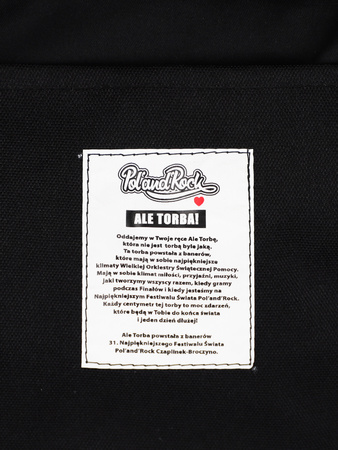 Pol'and'Rock
ALE TORBA!
Oddajemy w Twoje ręce Ale Torbę,
która nie jest torbą byle jaką.
Ta torba powstała z banerów,
które mają w sobie najpiękniejsze
klimaty Wielkiej Orkiestry Świątecznej Pomocy.
Mają w sobie klimat miłości, przyjaźni, muzyki,
jaki tworzymy wszyscy razem, kiedy gramy
podczas Finałów i kiedy jesteśmy na
Najpiękniejszym Festiwalu Świata Pol'and'Rock.
Każdy centymetr tej torby to moc zdarzeń,
które będą w Tobie do końca świata
i jeden dzień dłużej!
Ale Torba powstała z banerów
31. Najpiękniejszego Festiwalu Świata
Pol'and'Rock Czaplinek-Broczyno.